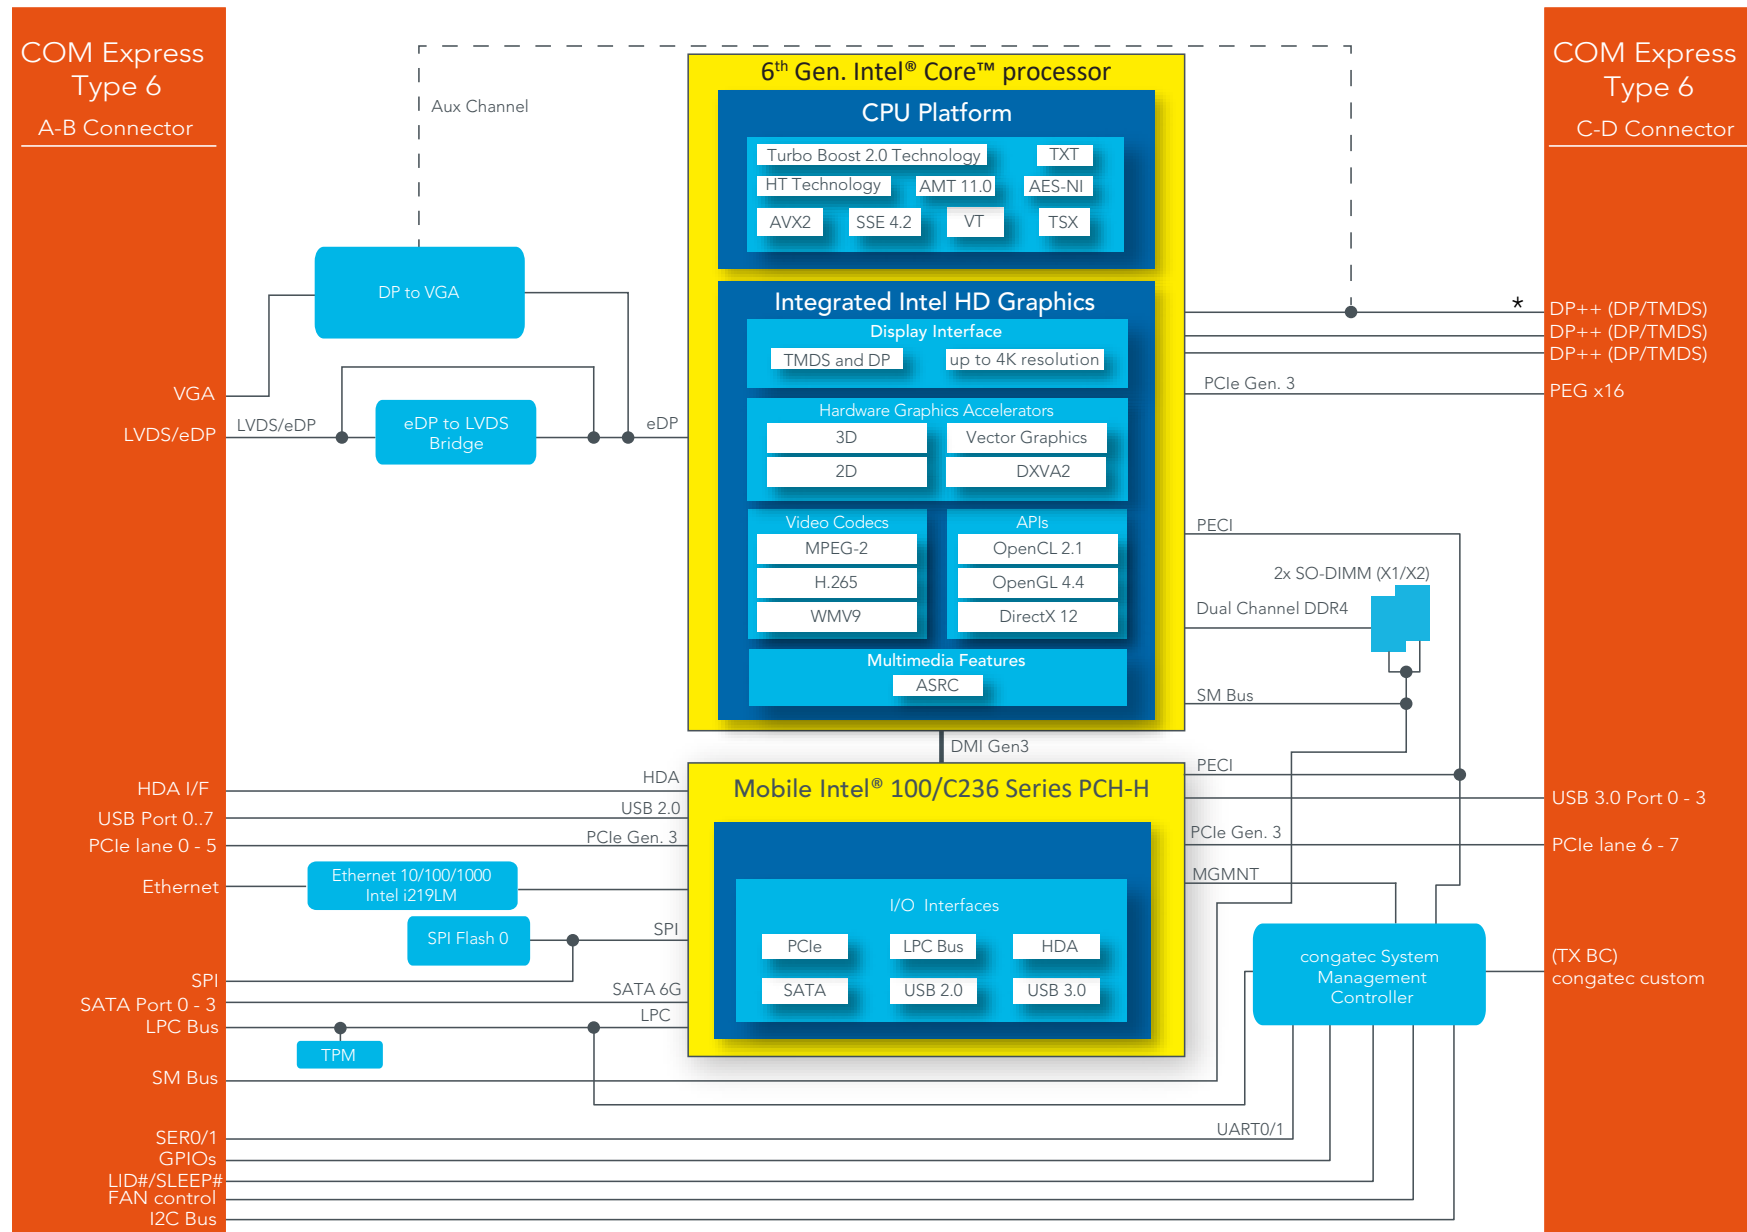 COM Express
Type 6
A-B Connector
VGA
LVDS/eDP
HDA I/F
USB Port 0..7
PCIe lane 0 - 5
Ethernet
SPI
SATA Port 0 - 3
LPC Bus
SM Bus
SER0/1
GPIOs
LID#/SLEEP#
FAN control
I2C Bus
Aux Channel
DP to VGA
LVDS/eDP
eDP to LVDS
Bridge
eDP
HDA
USB 2.0
PCIe Gen. 3
Ethernet 10/100/1000
Intel i219LM
SPI Flash 0
SPI
SATA 6G
LPC
TPM
6th Gen. Intel® Core™ processor
CPU Platform
Turbo Boost 2.0 Technology
TXT
HT Technology
AMT 11.0
AES-NI
AVX2
SSE 4.2
VT
TSX
Integrated Intel HD Graphics
Display Interface
TMDS and DP
up to 4K resolution
Hardware Graphics Accelerators
3D
Vector Graphics
2D
DXVA2
Video Codecs
MPEG-2
H.265
WMV9
APIs
OpenCL 2.1
OpenGL 4.4
DirectX 12
Multimedia Features
ASRC
DMI Gen3
Mobile Intel® 100/C236 Series PCH-H
I/O Interfaces
PCIe
LPC Bus
HDA
SATA
USB 2.0
USB 3.0
PCIe Gen. 3
PECI
2x SO-DIMM (X1/X2)
Dual Channel DDR4
SM Bus
PECI
PCIe Gen. 3
MGMNT
congatec System
Management
Controller
UART0/1
COM Express
Type 6
C-D Connector
* DP++ (DP/TMDS)
DP++ (DP/TMDS)
DP++ (DP/TMDS)
PEG x16
USB 3.0 Port 0 - 3
PCIe lane 6 - 7
(TX BC)
congatec custom